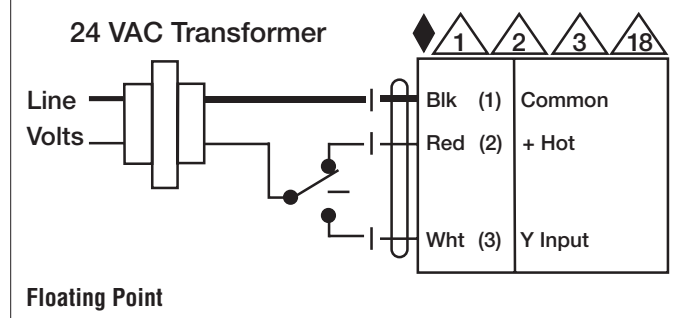 24 VAC Transformer
1 2 3 18
Line
Volts
Blk (1) Common
Red (2) + Hot
Wht (3) Y Input
Floating Point